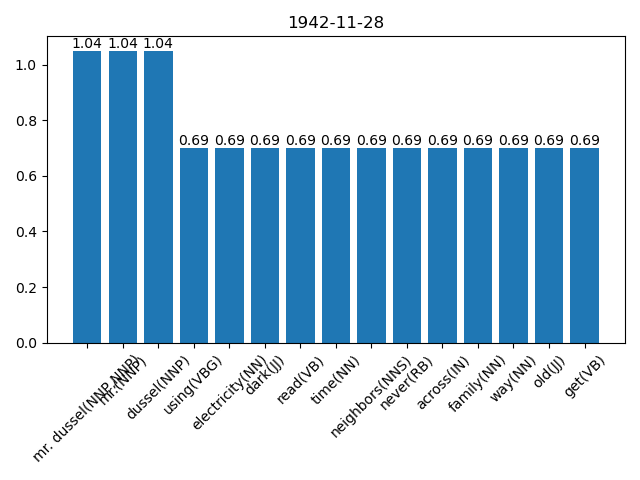 1942-11-28
1.04 1.04 1.04 0.69 0.69 0.69 0.69 0.69 0.69 0.69 0.69 0.69 0.69 0.69 0.69
1.0
0.8
0.6
0.4
0.2
0.0
mr. dussel(NNP NNP)
mr.(NNP)
dussel(NNP)
using(VBG)
electricity(NN)
dark(JJ)
read(VB)
time(NN)
neighbors(NNS)
never(RB)
across(IN)
family(NN)
way(NN)
old(JJ)
get(VB)